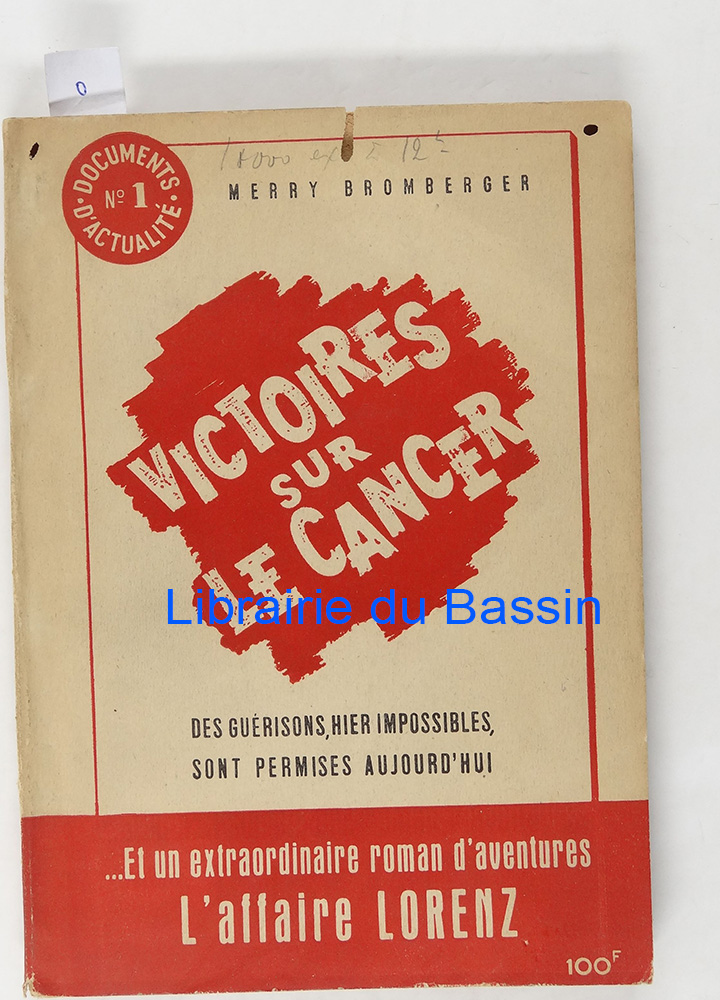 0
DOCUMENTS
Nº 1
D'ACTUALITÉ
MERRY BROMBERGER
VICTOIRES
SUR
LE CANCER
Librairie du Bassin
DES GUÉRISONS, HIER IMPOSSIBLES,
SONT PERMISES AUJOURD'HUI
...Et un extraordinaire roman d'aventures
L'affaire LORENZ
100F